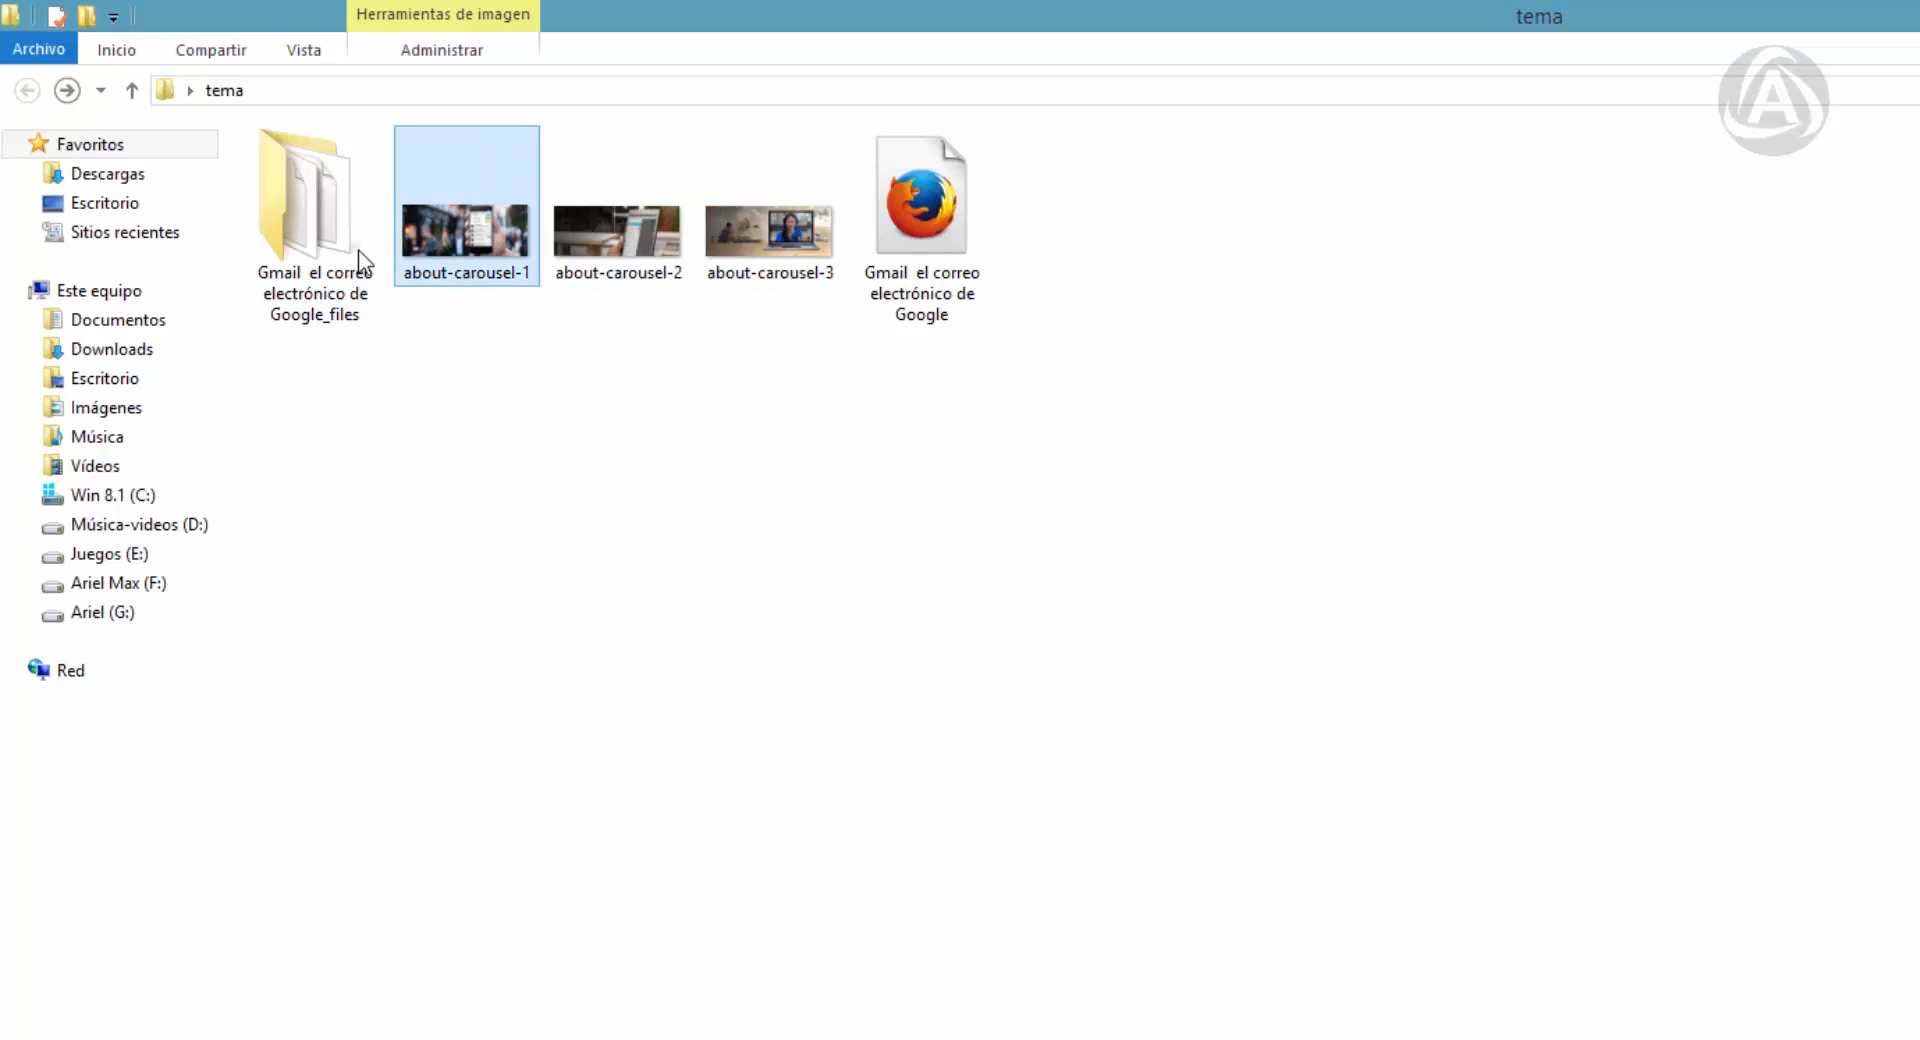 Herramientas de imagen
tema
Archivo
Inicio
Compartir
Vista
Administrar
tema
Favoritos
Descargas
Escritorio
Sitios recientes
Este equipo
Documentos
Downloads
Escritorio
Imágenes
Música
Vídeos
Win 8.1 (C:)
Música-videos (D:)
Juegos (E:)
Ariel Max (F:)
Ariel (G:)
Red
Gmail el correo
electrónico de
Google_files
about-carousel-1
about-carousel-2
about-carousel-3
Gmail el correo
electrónico de
Google
A